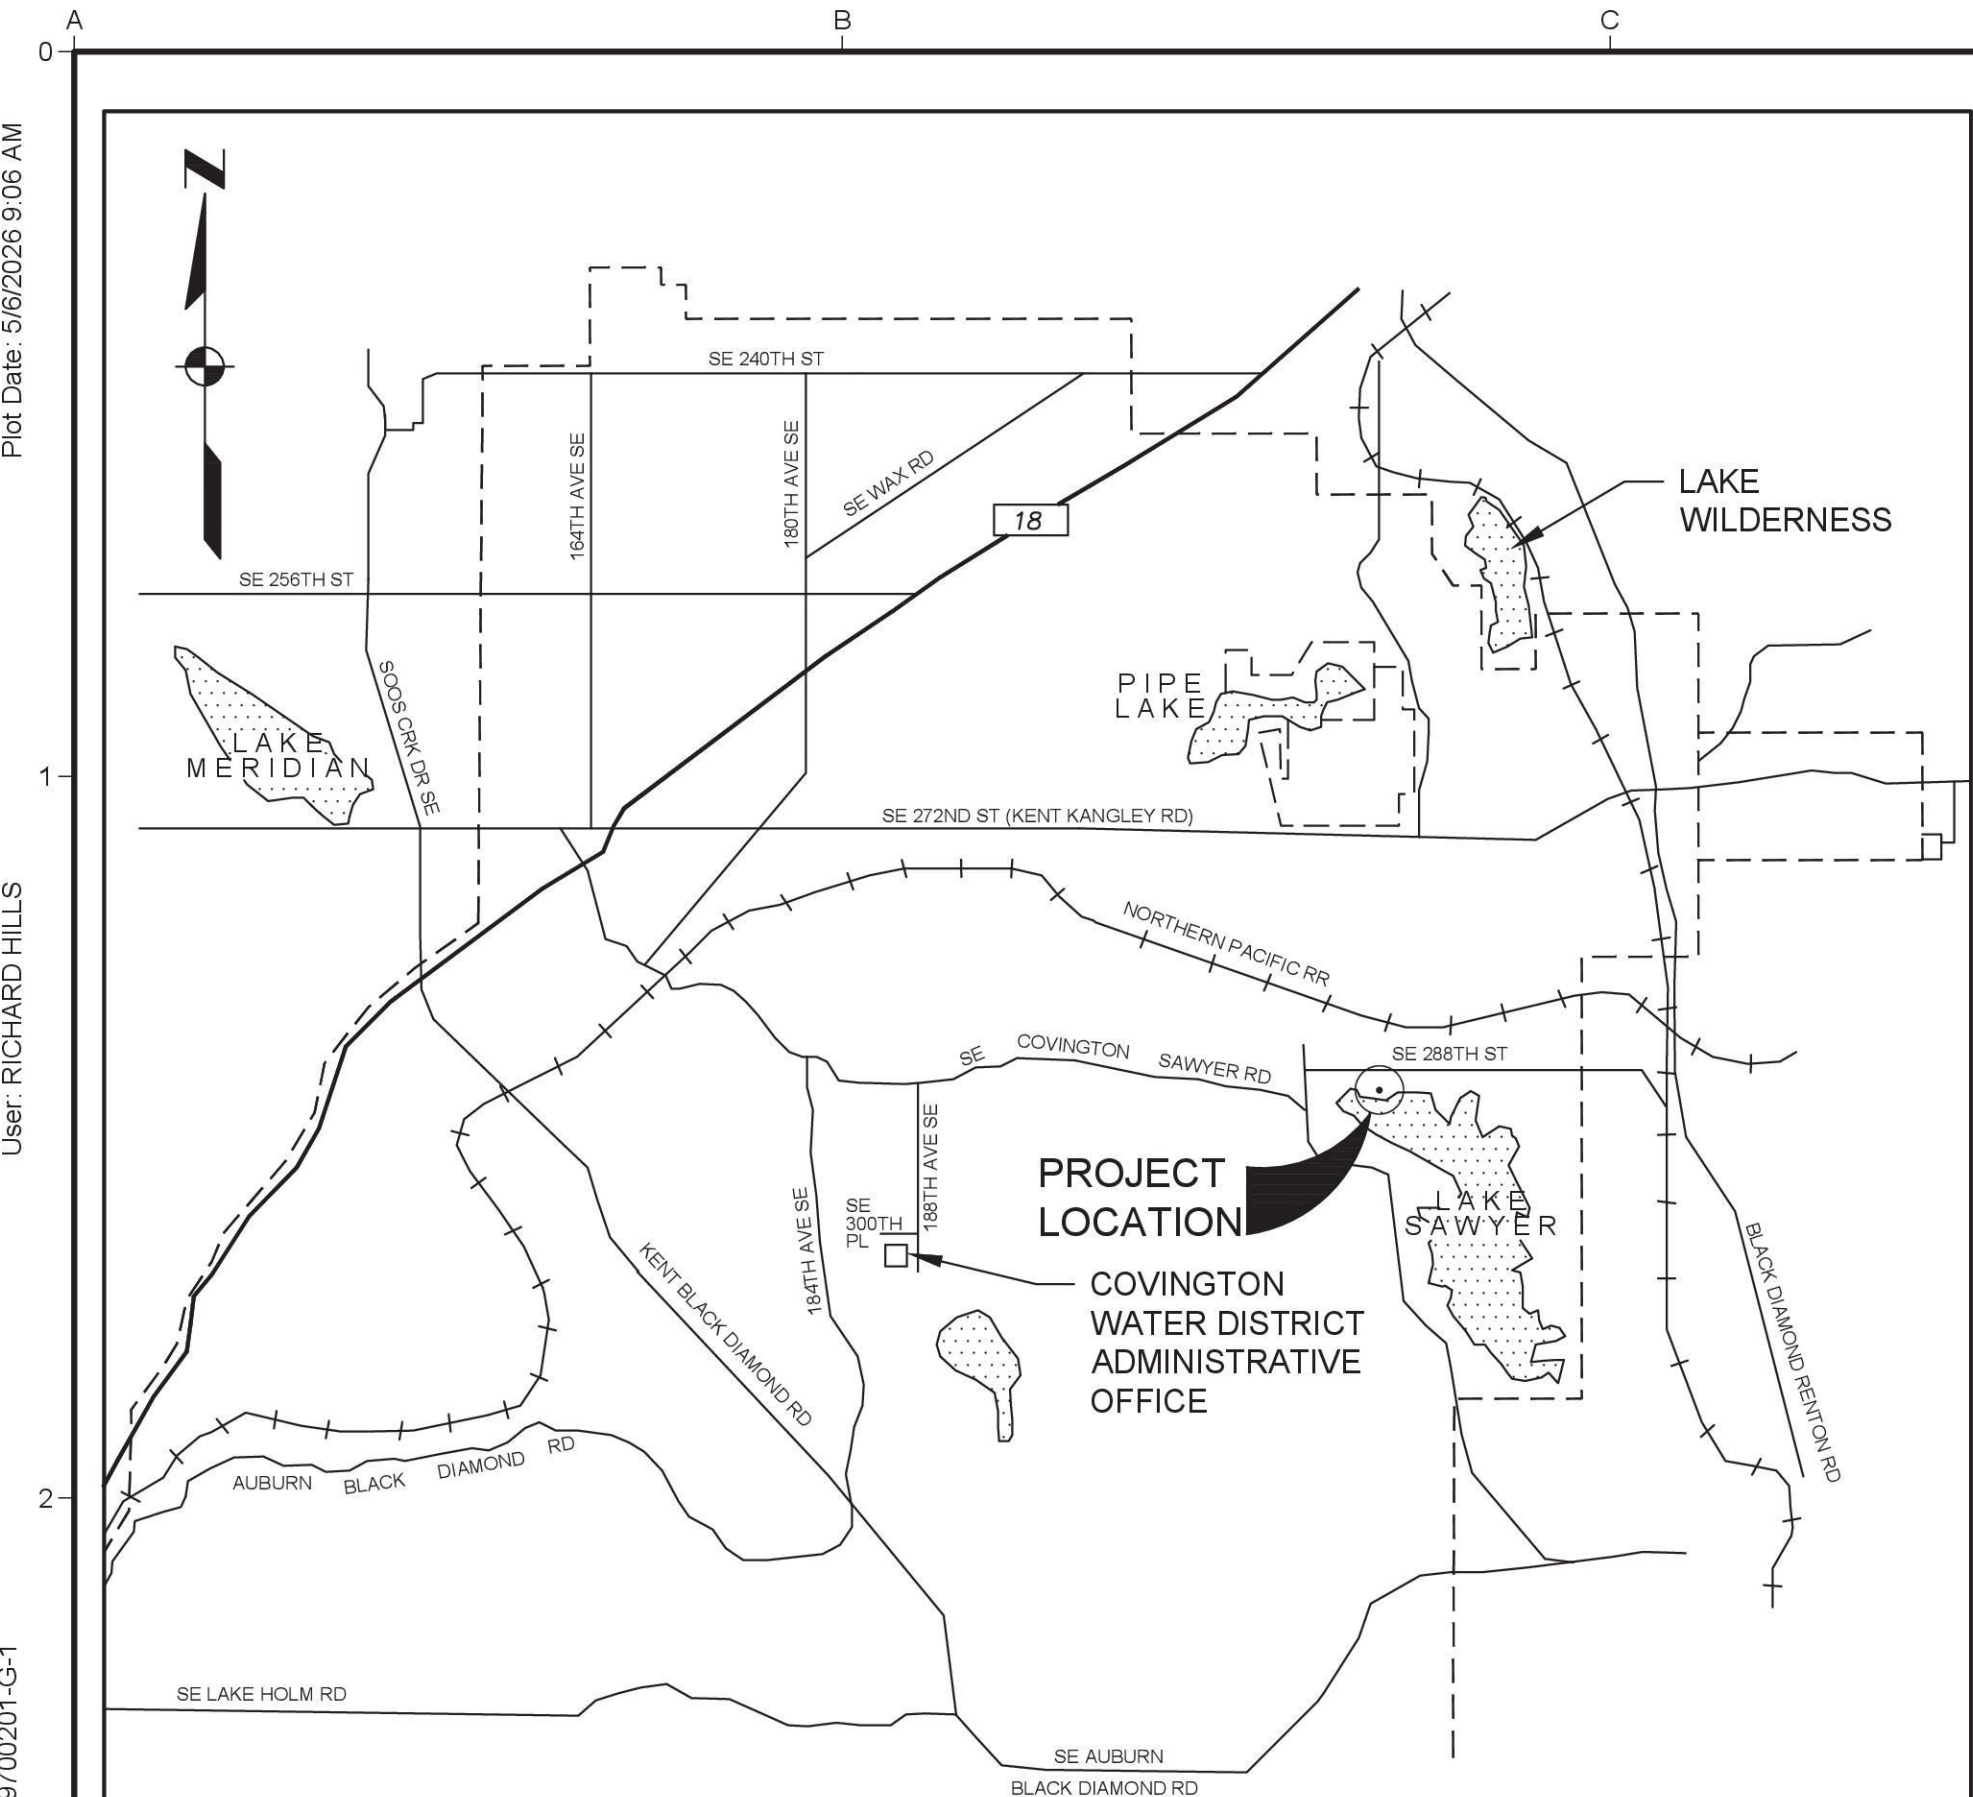 A
B
C
0
1
2
Plot Date: 5/6/2026 9:06 AM
User: RICHARD HILLS
9700201-G-1
N
SE 240TH ST
164TH AVE SE
180TH AVE SE
SE WAX RD
18
LAKE
WILDERNESS
SE 256TH ST
SOOS CRK DR SE
LAKE
MERIDIAN
PIPE
LAKE
SE 272ND ST (KENT KANGLEY RD)
NORTHERN PACIFIC RR
SE COVINGTON SAWYER RD
SE 288TH ST
188TH AVE SE
184TH AVE SE
SE
300TH
PL
PROJECT
LOCATION
LAKE
SAWYER
COVINGTON
WATER DISTRICT
ADMINISTRATIVE
OFFICE
KENT BLACK DIAMOND RD
BLACK DIAMOND RENTON RD
AUBURN BLACK DIAMOND RD
SE LAKE HOLM RD
SE AUBURN
BLACK DIAMOND RD